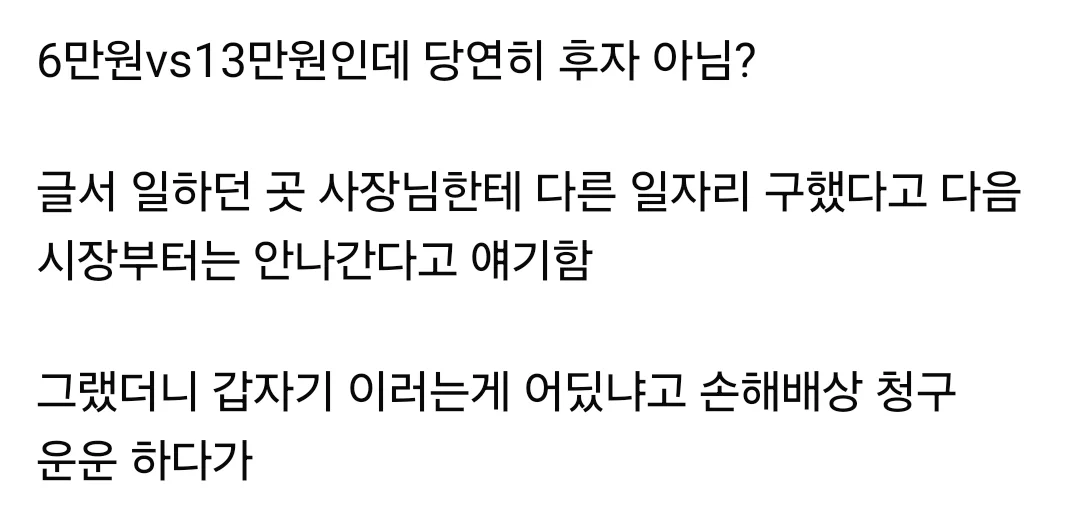 6만원vs13만원인데 당연히 후자 아님?
글서 일하던 곳 사장님한테 다른 일자리 구했다고 다음
시장부터는 안나간다고 얘기함
그랬더니 갑자기 이러는게 어딨냐고 손해배상 청구
운운 하다가